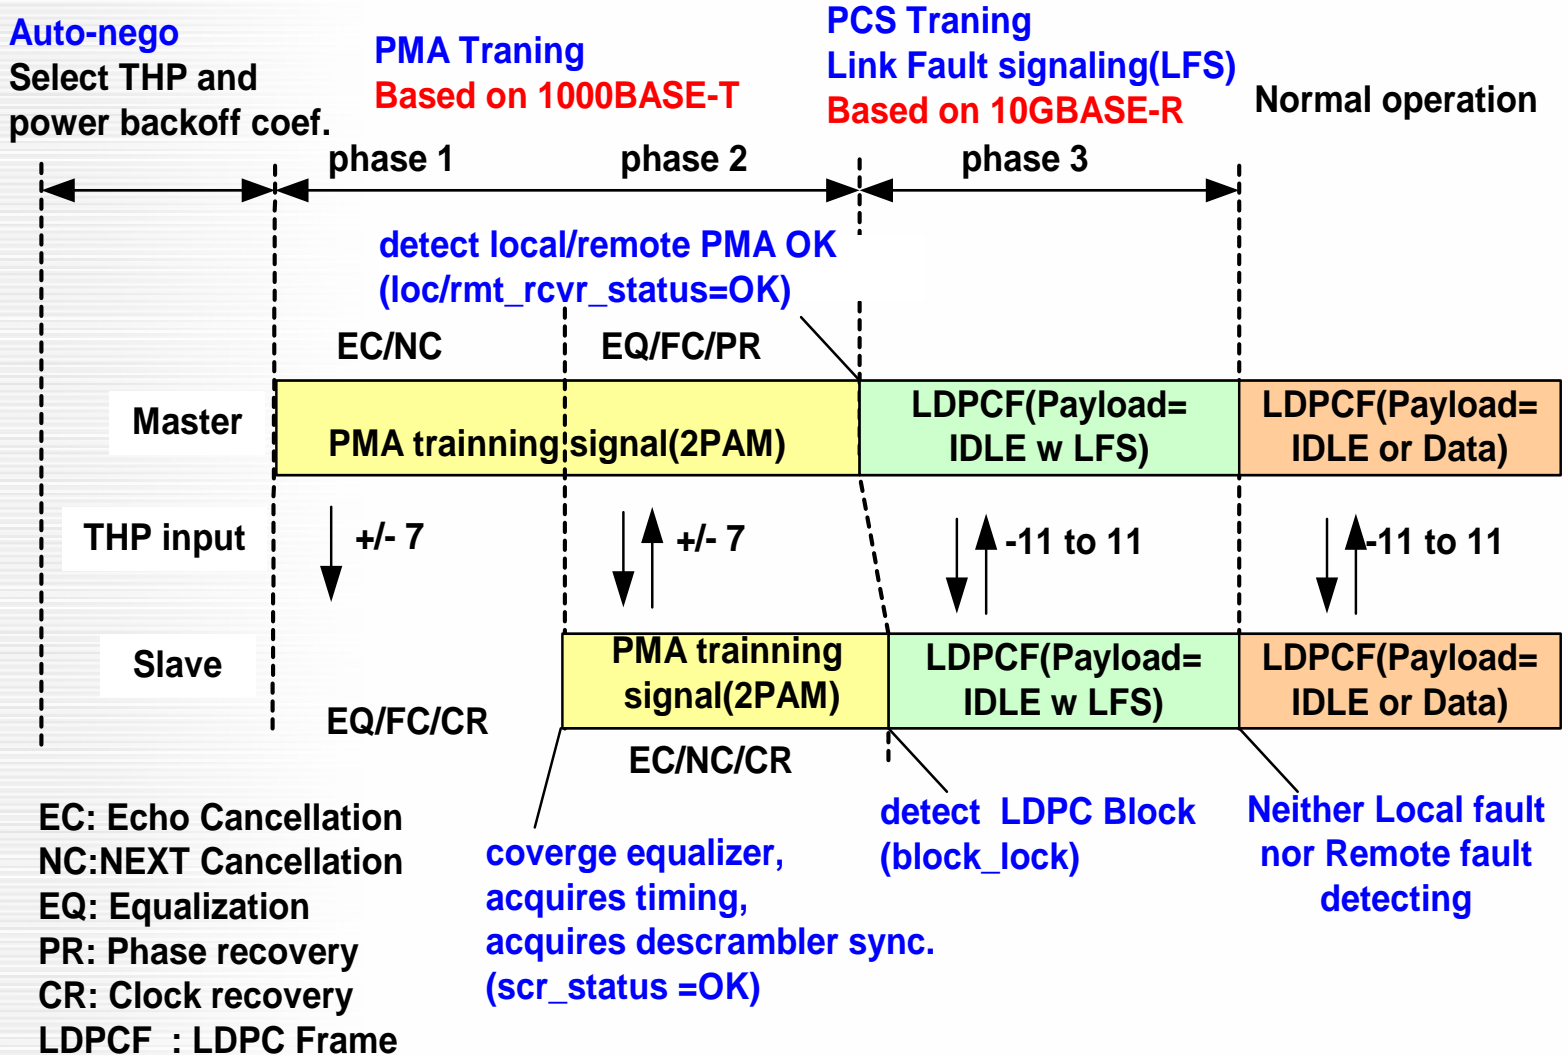 Auto-nego
Select THP and
power backoff coef.
PMA Traning
Based on 1000BASE-T
PCS Traning
Link Fault signaling(LFS)
Based on 10GBASE-R
Normal operation
phase 1
phase 2
phase 3
detect local/remote PMA OK
(loc/rmt_rcvr_status=OK)
EC/NC
EQ/FC/PR
Master
PMA trainning signal(2PAM)
LDPCF(Payload=
IDLE w LFS)
LDPCF(Payload=
IDLE or Data)
THP input
+/- 7
+/- 7
-11 to 11
-11 to 11
Slave
PMA trainning
signal(2PAM)
LDPCF(Payload=
IDLE w LFS)
LDPCF(Payload=
IDLE or Data)
EQ/FC/CR
EC/NC/CR
EC: Echo Cancellation
NC:NEXT Cancellation
EQ: Equalization
PR: Phase recovery
CR: Clock recovery
LDPCF : LDPC Frame
coverge equalizer,
acquires timing,
acquires descrambler sync.
(scr_status =OK)
detect LDPC Block
(block_lock)
Neither Local fault
nor Remote fault
detecting